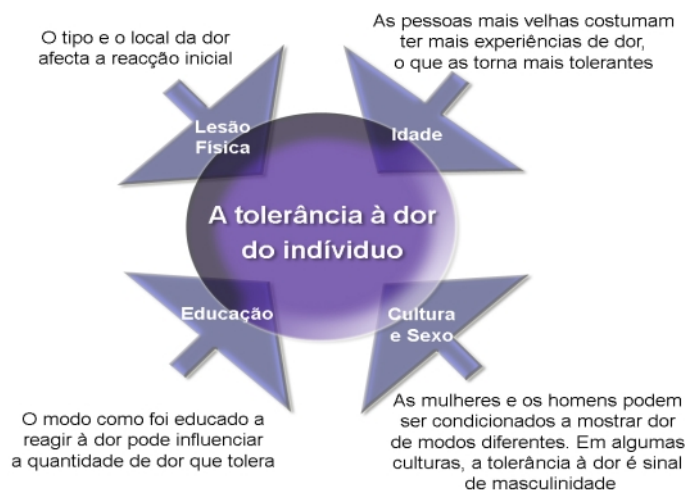 O tipo e o local da dor
afecta a reacção inicial
As pessoas mais velhas costumam
ter mais experiências de dor,
o que as torna mais tolerantes
Lesão
Física
Idade
A tolerância à dor
do indíviduo
Educação
Cultura
e Sexo
O modo como foi educado a
reagir à dor pode influenciar
a quantidade de dor que tolera
As mulheres e os homens podem
ser condicionados a mostrar dor
de modos diferentes. Em algumas
culturas, a tolerância à dor é sinal
de masculinidade